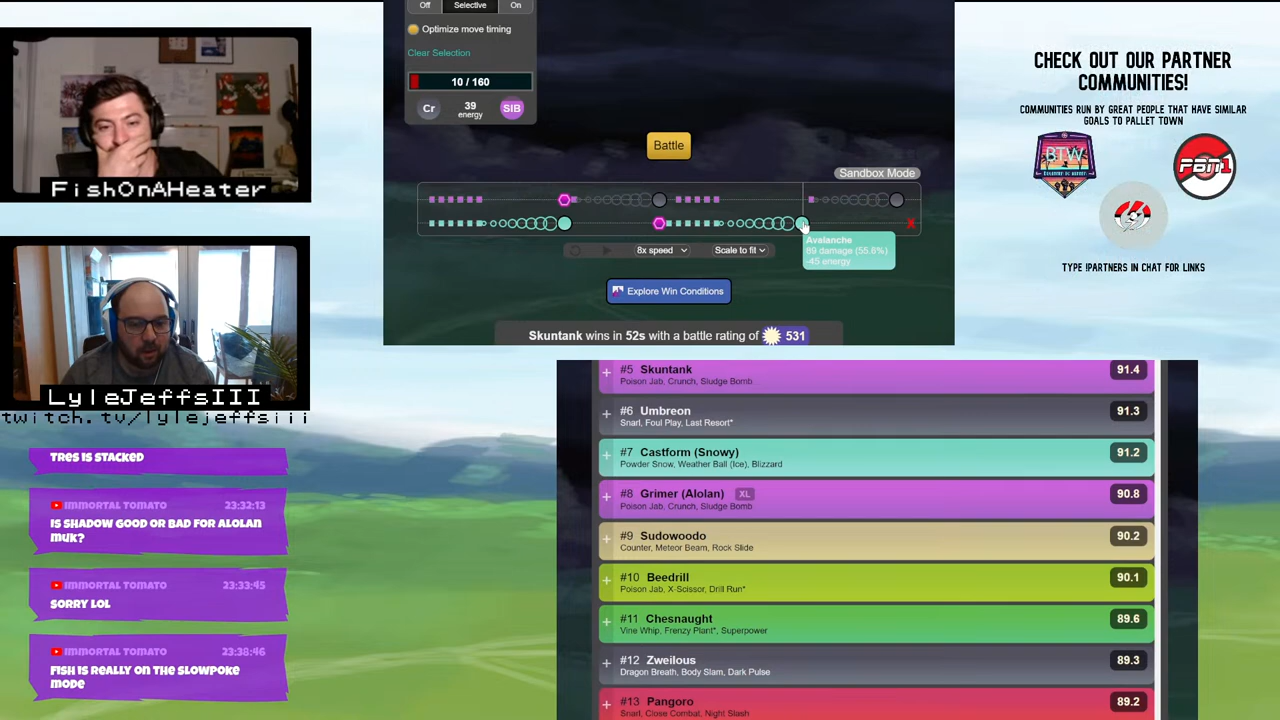 FishOnAHeater
LyleJeffsIII
twitch.tv/lylejeffsiii
TRES IS STACKED
IMMORTAL TOMATO 23:32:13
IS SHADOW GOOD OR BAD FOR ALOLAN
MUK?
IMMORTAL TOMATO 23:33:45
SORRY LOL
IMMORTAL TOMATO 23:38:46
FISH IS REALLY ON THE SLOWPOKE
MODE
Off Selective On
Optimize move timing
Clear Selection
10 / 160
Cr 39 energy SIB
Battle
Sandbox Mode
Avalanche
89 damage (55.6%)
-45 energy
8x speed Scale to fit
Explore Win Conditions
Skuntank wins in 52s with a battle rating of 531
#5 Skuntank 91.4
Poison Jab, Crunch, Sludge Bomb
#6 Umbreon 91.3
Snarl, Foul Play, Last Resort*
#7 Castform (Snowy) 91.2
Powder Snow, Weather Ball (Ice), Blizzard
#8 Grimer (Alolan) XL 90.8
Poison Jab, Crunch, Sludge Bomb
#9 Sudowoodo 90.2
Counter, Meteor Beam, Rock Slide
#10 Beedrill 90.1
Poison Jab, X-Scissor, Drill Run*
#11 Chesnaught 89.6
Vine Whip, Frenzy Plant*, Superpower
#12 Zweilous 89.3
Dragon Breath, Body Slam, Dark Pulse
#13 Pangoro 89.2
Snarl, Close Combat, Night Slash
CHECK OUT OUR PARTNER
COMMUNITIES!
COMMUNITIES RUN BY GREAT PEOPLE THAT HAVE SIMILAR
GOALS TO PALLET TOWN
BTW
PBN1
TYPE !PARTNERS IN CHAT FOR LINKS